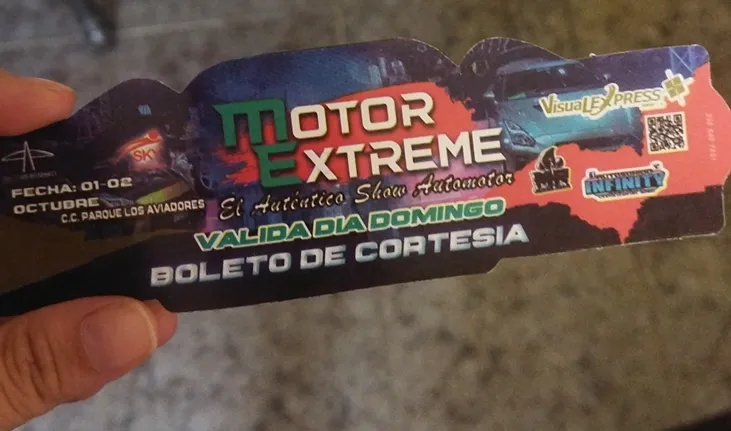 MOTOR
EXTREME
El Auténtico Show Automotor
VALIDA DIA DOMINGO
BOLETO DE CORTESIA
FECHA: 01-02
OCTUBRE
C.C. PARQUE LOS AVIADORES
SKY
VISUALEXPRESS
INFINITY